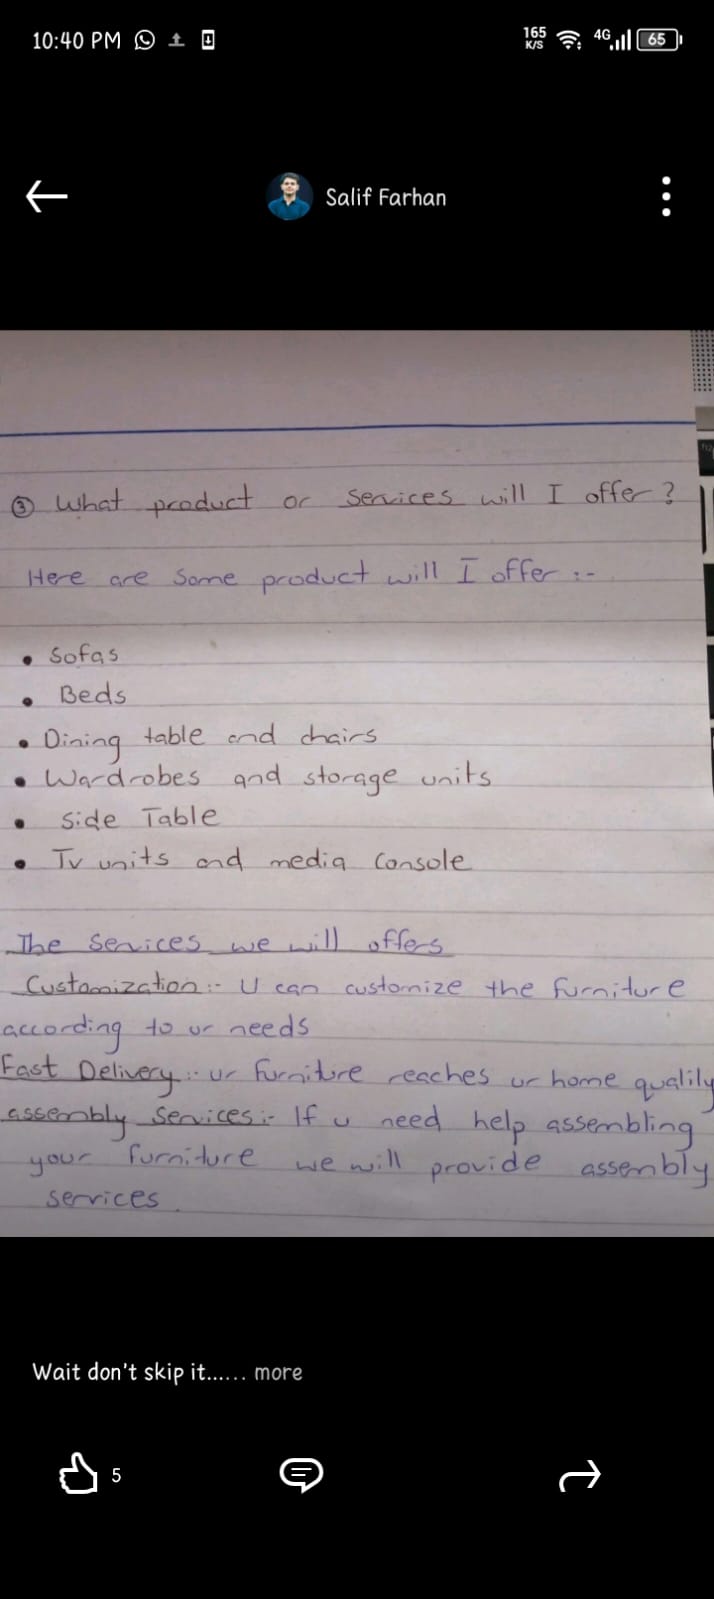 10:40 PM
165 K/S 4G 65
Salif Farhan
③ What product or services will I offer?
Here are some product will I offer :-
• Sofas
• Beds
• Dining table and chairs
• Wardrobes and storage units
• Side Table
• Tv units and media console
The services we will offers
Customization :- U can customize the furniture
according to ur needs
Fast Delivery :- ur furniture reaches ur home qualily
assembly services :- If u need help assembling
your furniture we will provide assembly
services.
Wait don't skip it...... more
5